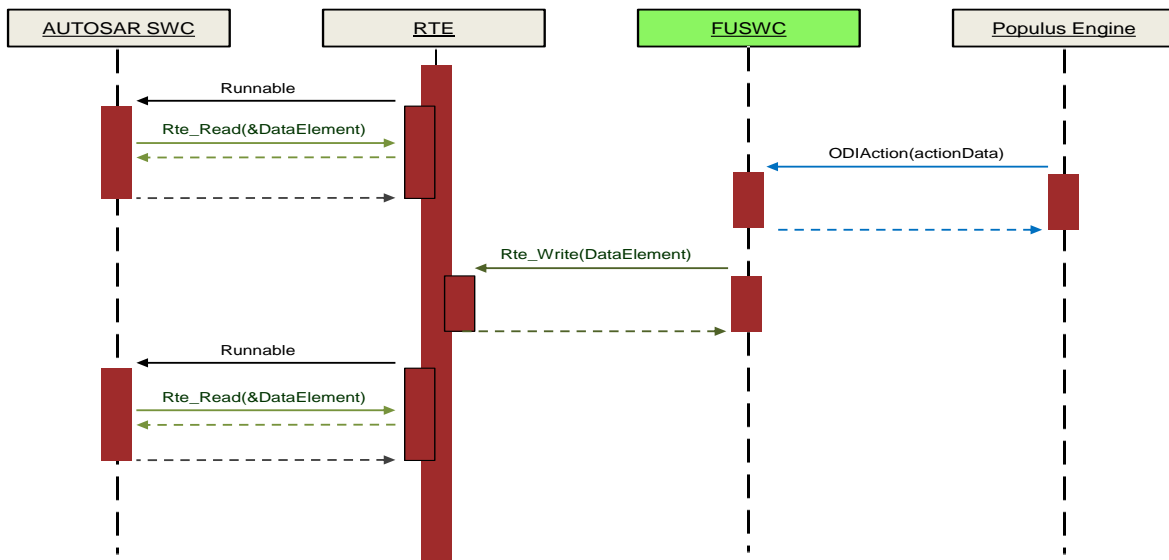 AUTOSAR SWC
RTE
FUSWC
Populus Engine
Runnable
Rte_Read(&DataElement)
ODIAction(actionData)
Rte_Write(DataElement)
Runnable
Rte_Read(&DataElement)